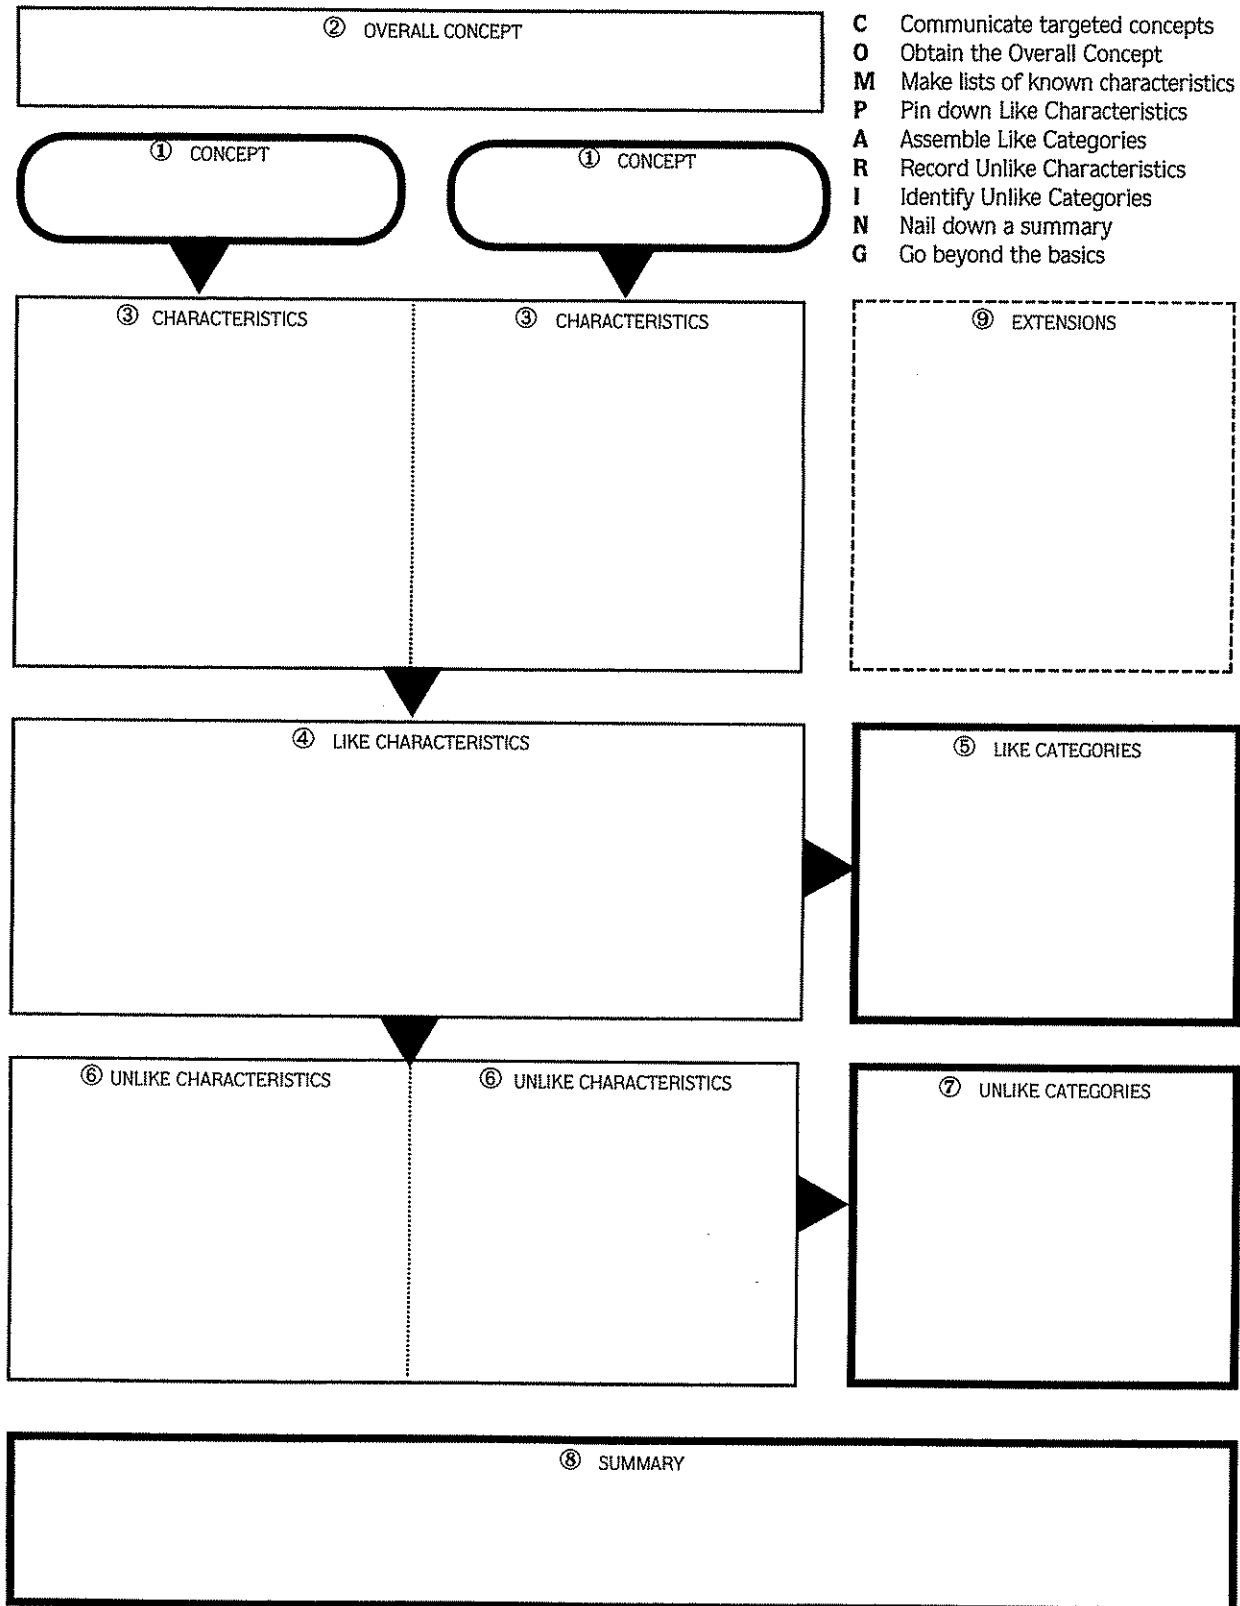 ② OVERALL CONCEPT
C Communicate targeted concepts
O Obtain the Overall Concept
M Make lists of known characteristics
P Pin down Like Characteristics
A Assemble Like Categories
R Record Unlike Characteristics
I Identify Unlike Categories
N Nail down a summary
G Go beyond the basics
① CONCEPT
① CONCEPT
③ CHARACTERISTICS
③ CHARACTERISTICS
⑨ EXTENSIONS
④ LIKE CHARACTERISTICS
⑤ LIKE CATEGORIES
⑥ UNLIKE CHARACTERISTICS
⑥ UNLIKE CHARACTERISTICS
⑦ UNLIKE CATEGORIES
⑧ SUMMARY